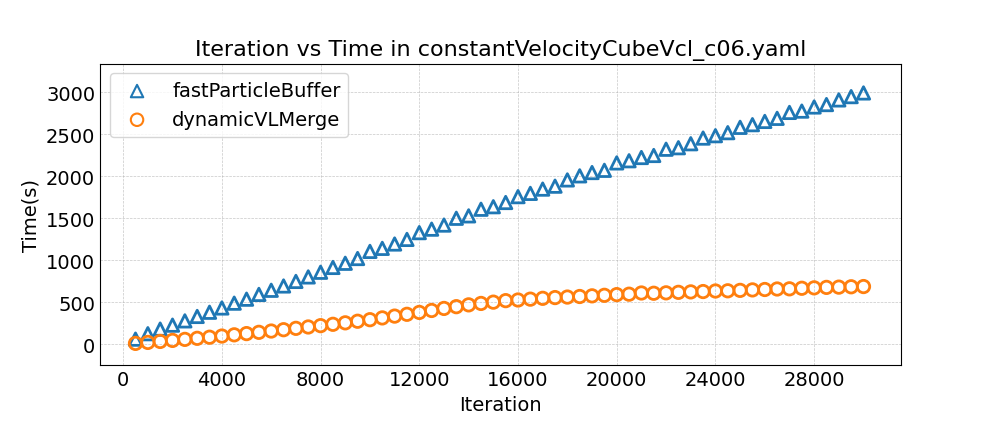 Iteration vs Time in constantVelocityCubeVcl_c06.yaml
fastParticleBuffer
dynamicVLMerge
Time(s)
3000
2500
2000
1500
1000
500
0
0 4000 8000 12000 16000 20000 24000 28000
Iteration